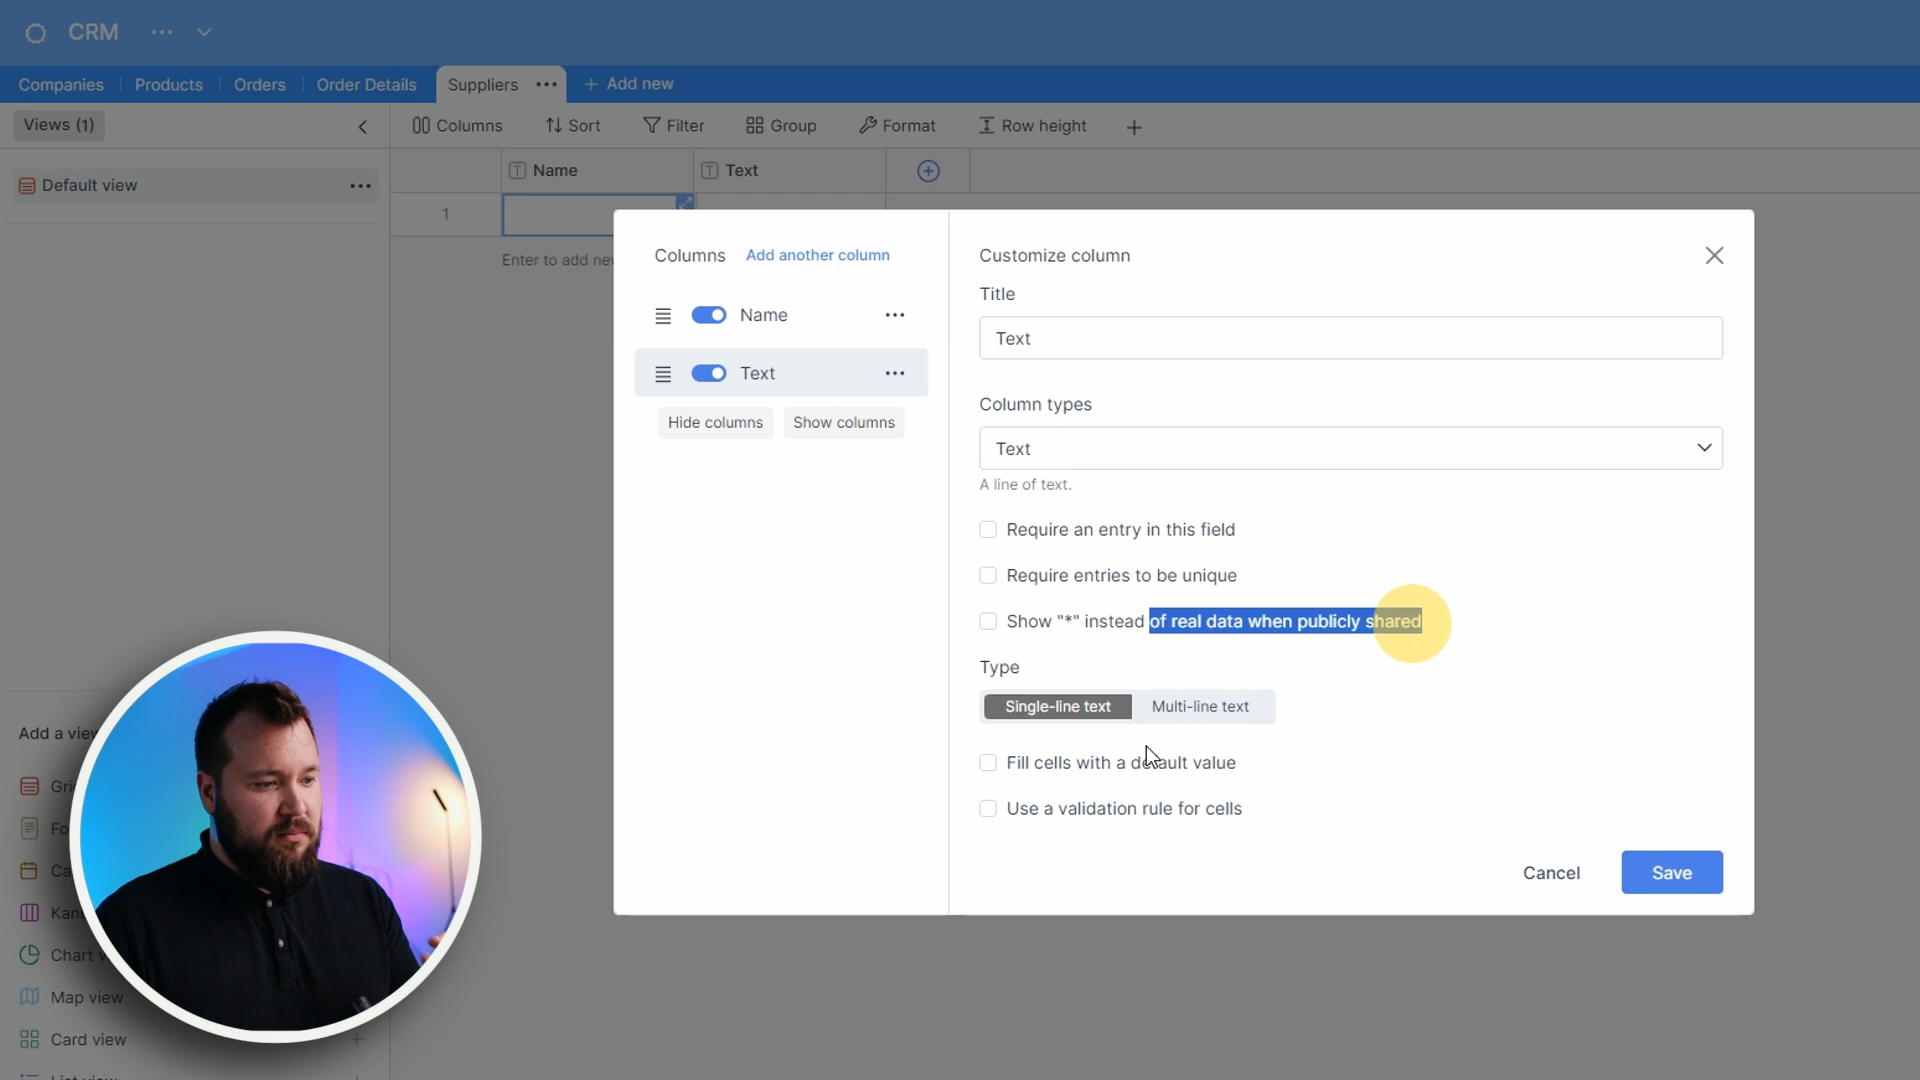 CRM
Companies
Products
Orders
Order Details
Suppliers
Add new
Views (1)
Columns
Sort
Filter
Group
Format
Row height
Default view
Name
Text
1
Enter to add
Columns
Add another column
Name
Text
Hide columns
Show columns
Customize column
Title
Text
Column types
Text
A line of text.
Require an entry in this field
Require entries to be unique
Show "*" instead of real data when publicly shared
Type
Single-line text
Multi-line text
Fill cells with a default value
Use a validation rule for cells
Cancel
Save
Add a
Chart
Map view
Card view